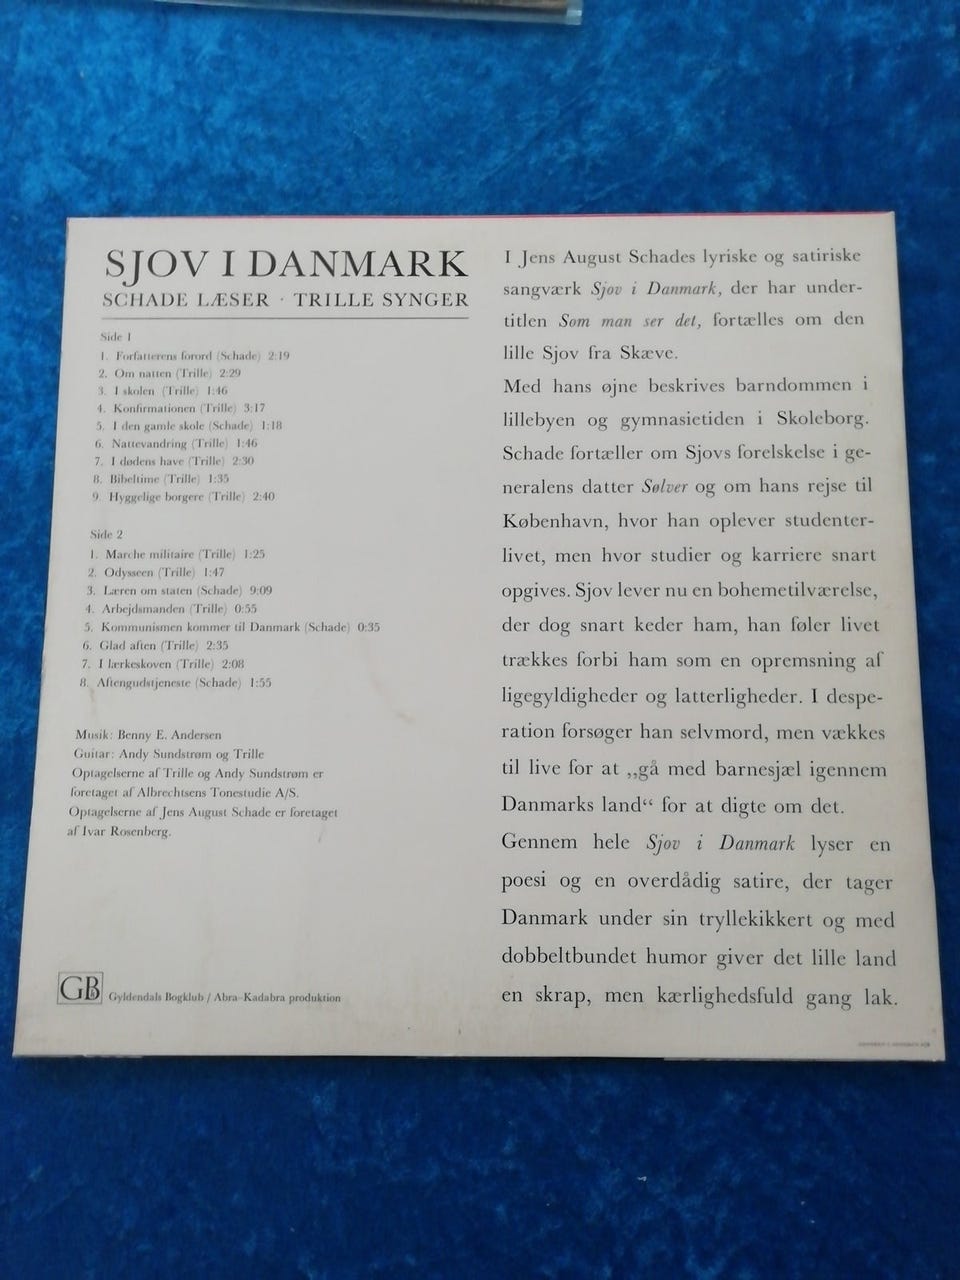 SJOV I DANMARK
SCHADE LÆSER · TRILLE SYNGER
Side 1
1. Forfatterens forord (Schade) 2:19
2. Om natten (Trille) 2:29
3. I skolen (Trille) 1:46
4. Konfirmationen (Trille) 3:17
5. I den gamle skole (Schade) 1:18
6. Nattevandring (Trille) 1:46
7. I dødens have (Trille) 2:30
8. Bibeltime (Trille) 1:35
9. Hyggelige borgere (Trille) 2:40
Side 2
1. Marche militaire (Trille) 1:25
2. Odysseen (Trille) 1:47
3. Læren om staten (Schade) 9:09
4. Arbejdsmanden (Trille) 0:55
5. Kommunismen kommer til Danmark (Schade) 0:35
6. Glad aften (Trille) 2:35
7. I lærkeskoven (Trille) 2:08
8. Aftengudstjeneste (Schade) 1:55
Musik: Benny E. Andersen
Guitar: Andy Sundstrøm og Trille
Optagelserne af Trille og Andy Sundstrøm er
foretaget af Albrechtsens Tonestudie A/S.
Optagelserne af Jens August Schade er foretaget
af Ivar Rosenberg.
GB
Gyldendals Bogklub / Abra-Kadabra produktion
I Jens August Schades lyriske og satiriske
sangværk Sjov i Danmark, der har under-
titlen Som man ser det, fortælles om den
lille Sjov fra Skæve.
Med hans øjne beskrives barndommen i
lillebyen og gymnasietiden i Skoleborg.
Schade fortæller om Sjovs forelskelse i ge-
neralens datter Sølver og om hans rejse til
København, hvor han oplever studenter-
livet, men hvor studier og karriere snart
opgives. Sjov lever nu en bohemetilværelse,
der dog snart keder ham, han føler livet
trækkes forbi ham som en opremsning af
ligegyldigheder og latterligheder. I despe-
ration forsøger han selvmord, men vækkes
til live for at „gå med barnesjæl igennem
Danmarks land“ for at digte om det.
Gennem hele Sjov i Danmark lyser en
poesi og en overdådig satire, der tager
Danmark under sin tryllekikkert og med
dobbeltbundet humor giver det lille land
en skrap, men kærlighedsfuld gang lak.